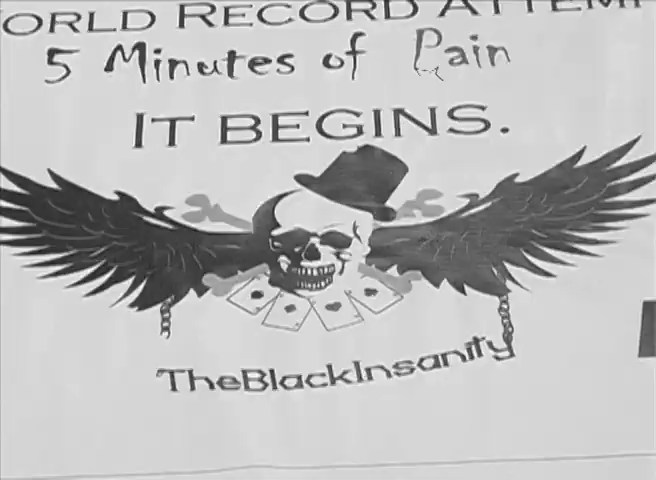 ORLD RECORD ATTEM
5 Minutes of Pain
IT BEGINS.
TheBlackInsanity